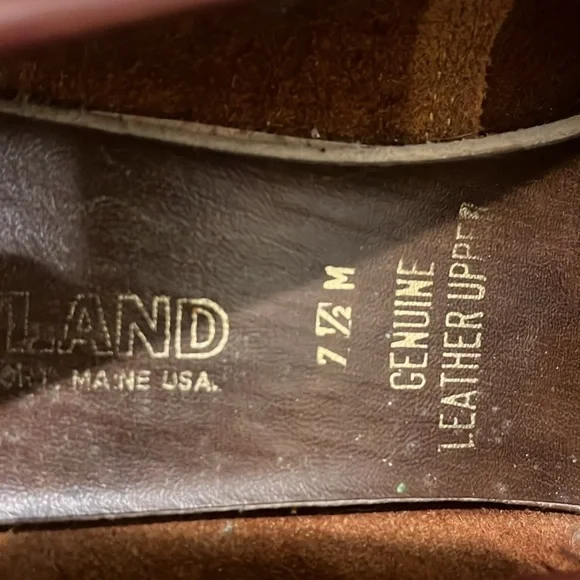 LAND
MAINE USA.
7 ½ M
GENUINE
LEATHER UPPER